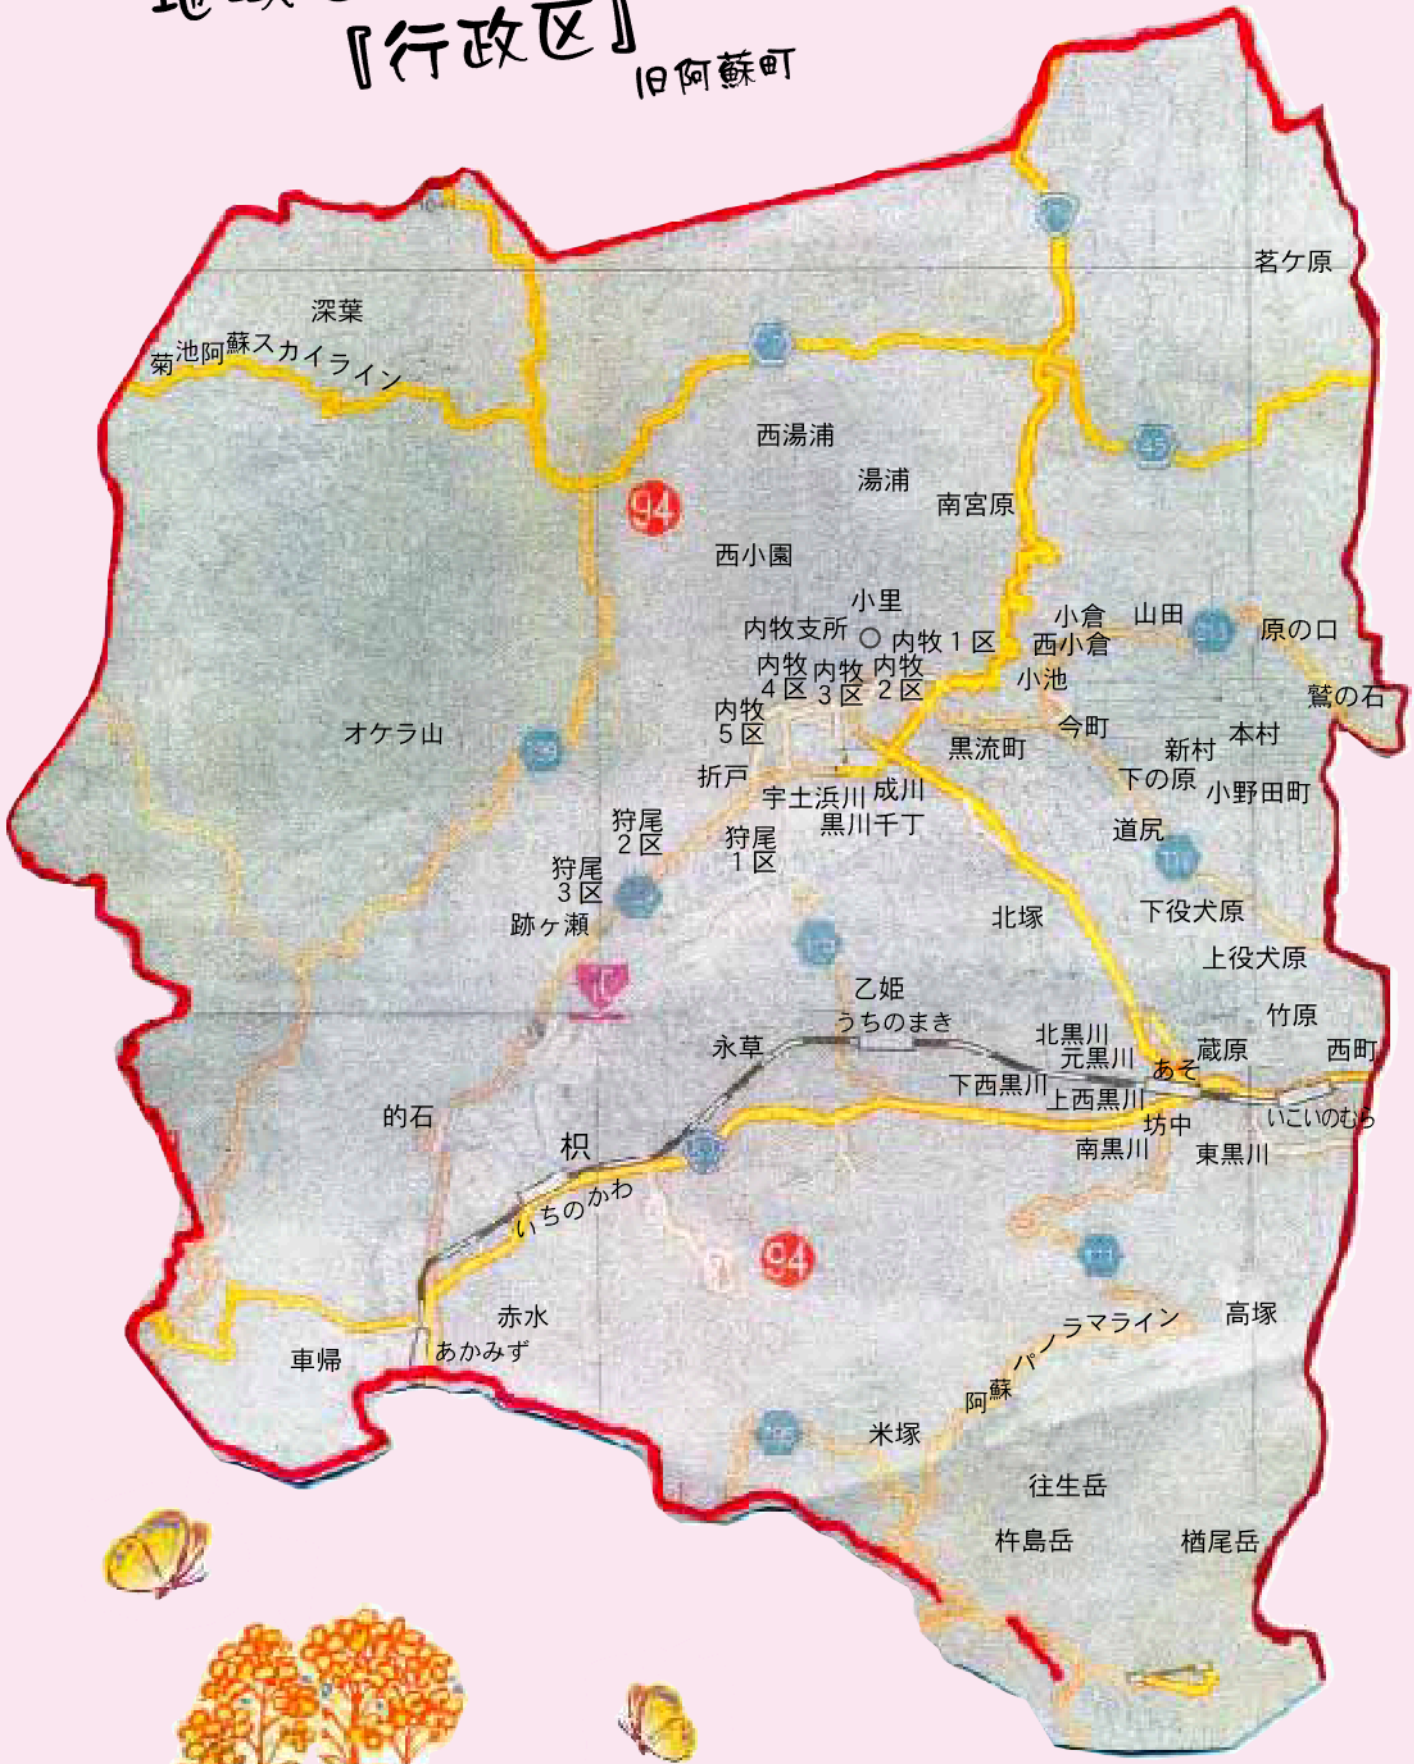 『行政区』
旧阿蘇町
茗ケ原
深葉
菊池阿蘇スカイライン
西湯浦
湯浦
南宮原
45
94
西小園
小里
内牧支所
内牧1区
小倉
山田
原の口
西小倉
内牧
4区
内牧
3区
内牧
2区
小池
鷲の石
内牧
5区
今町
本村
オケラ山
黒流町
新村
折戸
下の原
小野田町
宇土浜川
成川
黒川千丁
道尻
狩尾
2区
狩尾
1区
狩尾
3区
跡ヶ瀬
北塚
下役犬原
上役犬原
乙姫
うちのまき
竹原
永草
北黒川
元黒川
蔵原
西町
あそ
下西黒川
上西黒川
いこいのむら
的石
坊中
枳
南黒川
東黒川
いちのかわ
94
111
赤水
あかみず
車帰
高塚
阿蘇パノラマライン
米塚
往生岳
杵島岳
楢尾岳